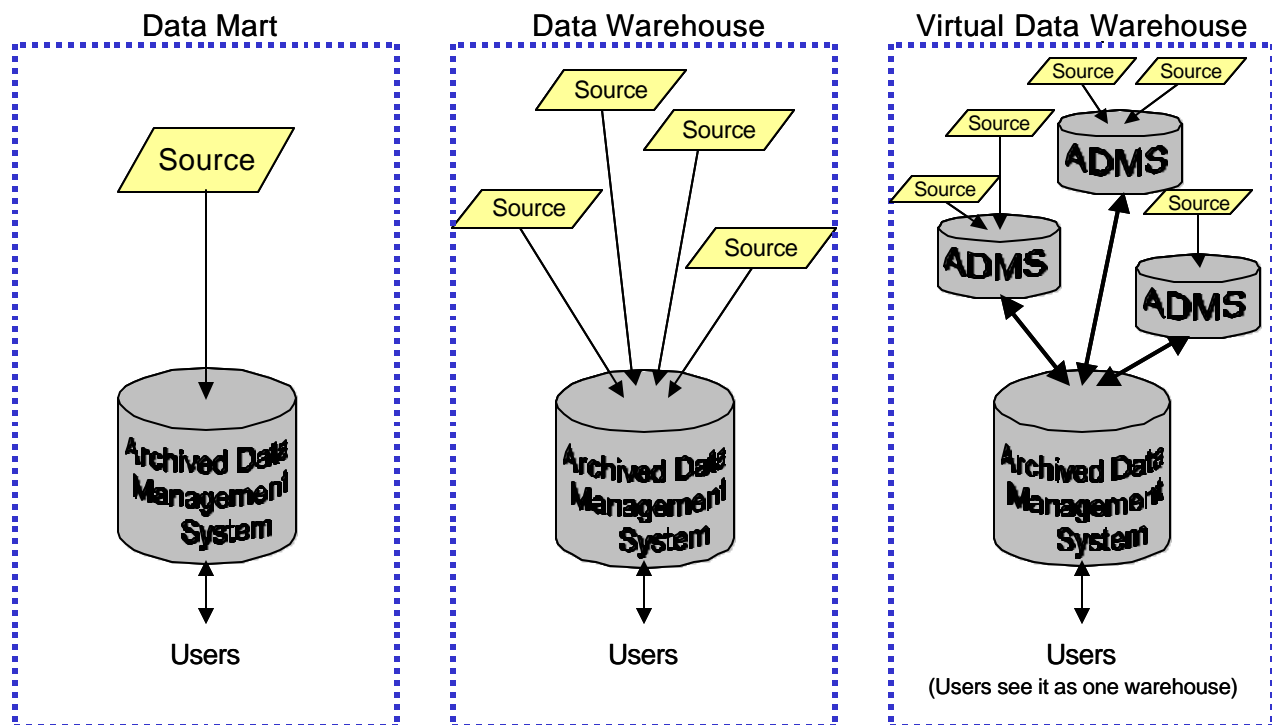 Data Mart
Source
Archived Data
Management
System
Users
Data Warehouse
Source
Source
Source
Source
Archived Data
Management
System
Users
Virtual Data Warehouse
Source
Source
Source
ADMS
Source
Source
ADMS
ADMS
Archived Data
Management
System
Users
(Users see it as one warehouse)